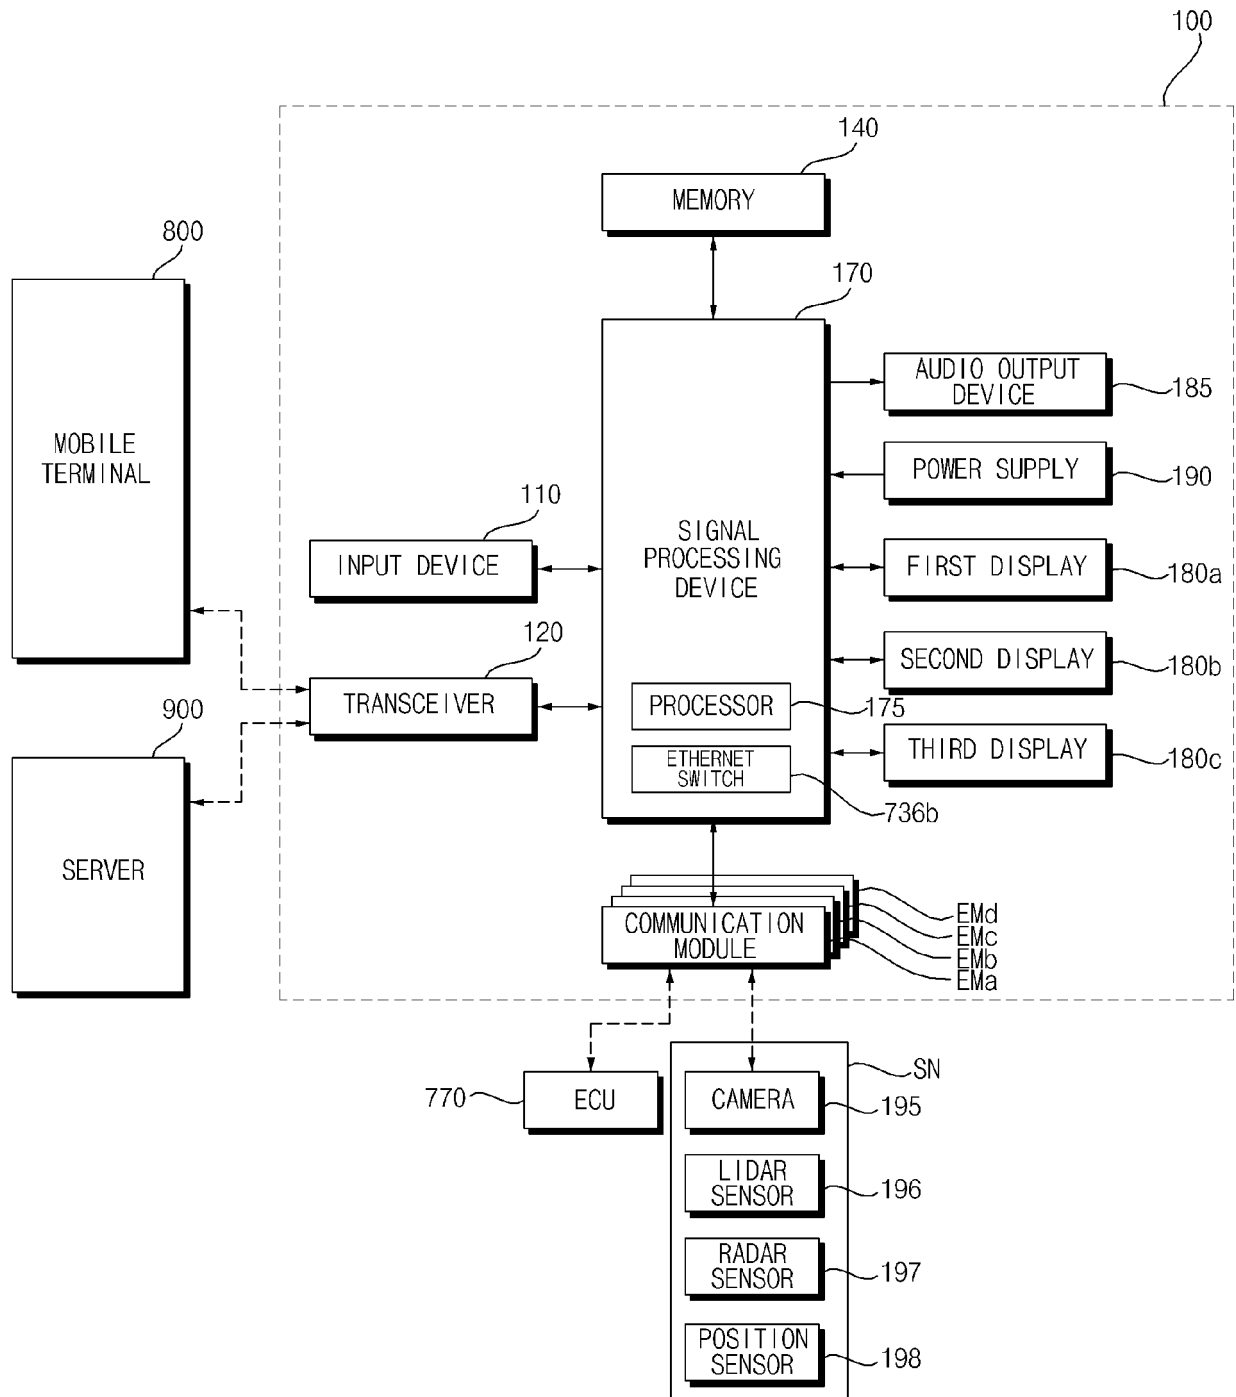 100
140
MEMORY
800
170
MOBILE
TERMINAL
AUDIO OUTPUT
DEVICE
185
POWER SUPPLY
190
110
INPUT DEVICE
SIGNAL
PROCESSING
DEVICE
FIRST DISPLAY
180a
120
TRANSCEIVER
SECOND DISPLAY
180b
PROCESSOR
175
900
THIRD DISPLAY
180c
ETHERNET
SWITCH
736b
SERVER
COMMUNICATION
MODULE
EMd
EMc
EMb
EMa
SN
770
ECU
CAMERA
195
LIDAR
SENSOR
196
RADAR
SENSOR
197
POSITION
SENSOR
198